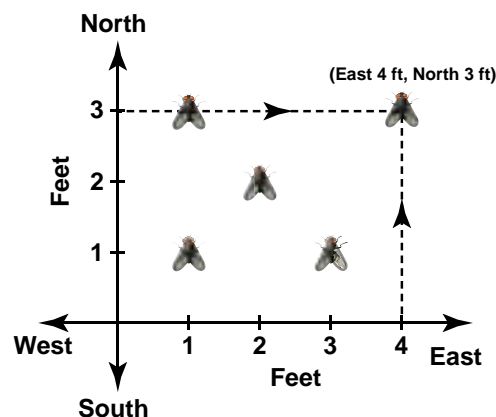 North
(East 4 ft, North 3 ft)
3
2
1
Feet
West
1 2 3 4
East
Feet
South